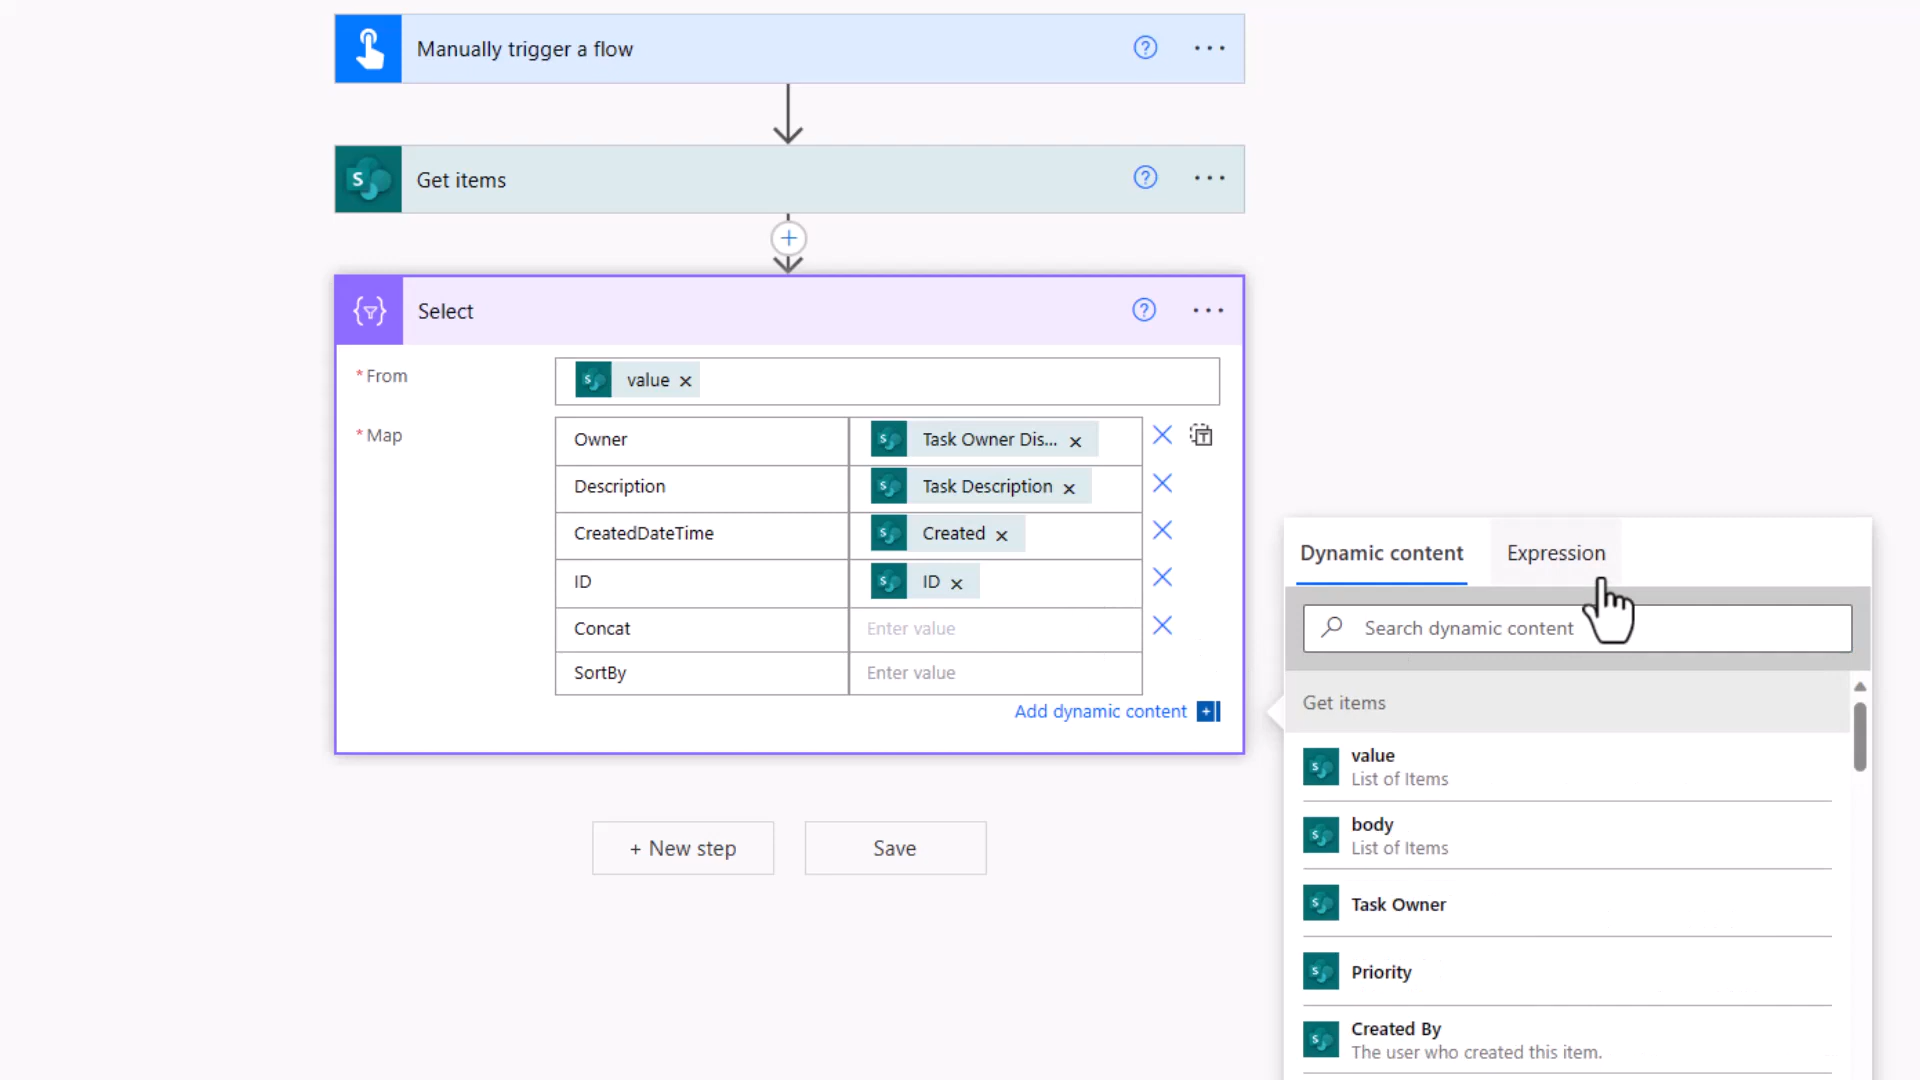 Manually trigger a flow
Get items
Select
* From
value
* Map
Owner
Task Owner Dis...
Description
Task Description
CreatedDateTime
Created
ID
ID
Concat
Enter value
SortBy
Enter value
Add dynamic content
+ New step
Save
Dynamic content
Expression
Search dynamic content
Get items
value
List of Items
body
List of Items
Task Owner
Priority
Created By
The user who created this item.